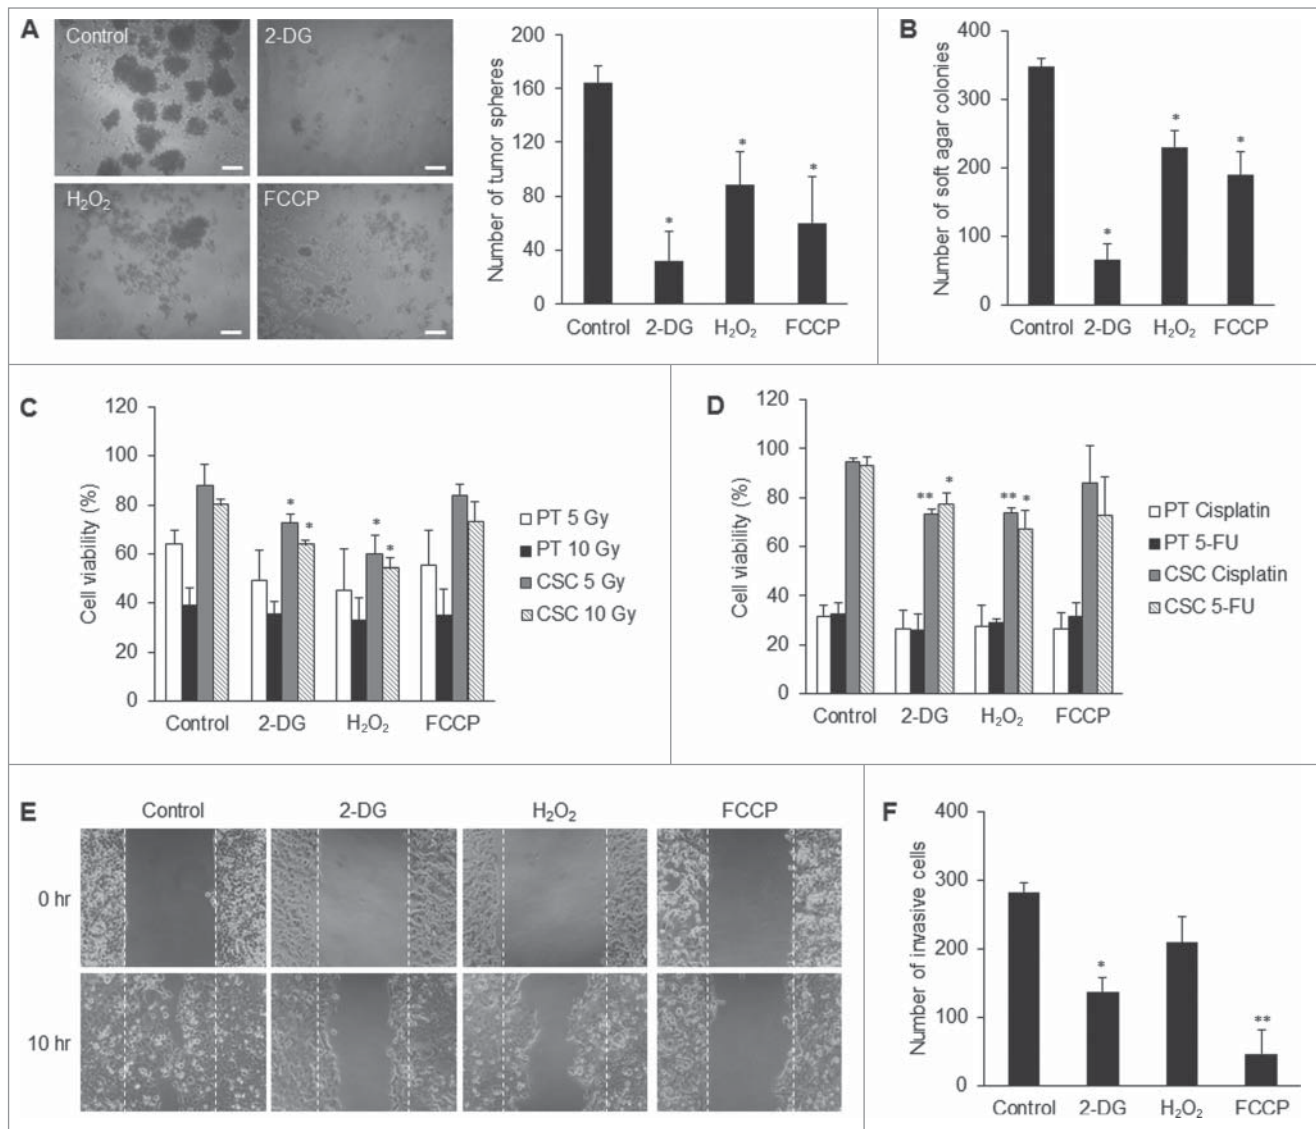 A
Control
2-DG
H₂O₂
FCCP
Number of tumor spheres
200
160
120
80
40
0
*
*
*
Control 2-DG H₂O₂ FCCP
B
Number of soft agar colonies
400
300
200
100
0
*
*
*
Control 2-DG H₂O₂ FCCP
C
Cell viability (%)
120
100
80
60
40
20
0
*
*
*
*
Control 2-DG H₂O₂ FCCP
PT 5 Gy
PT 10 Gy
CSC 5 Gy
CSC 10 Gy
D
Cell viability (%)
120
100
80
60
40
20
0
** *
** *
Control 2-DG H₂O₂ FCCP
PT Cisplatin
PT 5-FU
CSC Cisplatin
CSC 5-FU
E
Control 2-DG H₂O₂ FCCP
0 hr
10 hr
F
Number of invasive cells
400
300
200
100
0
*
**
Control 2-DG H₂O₂ FCCP